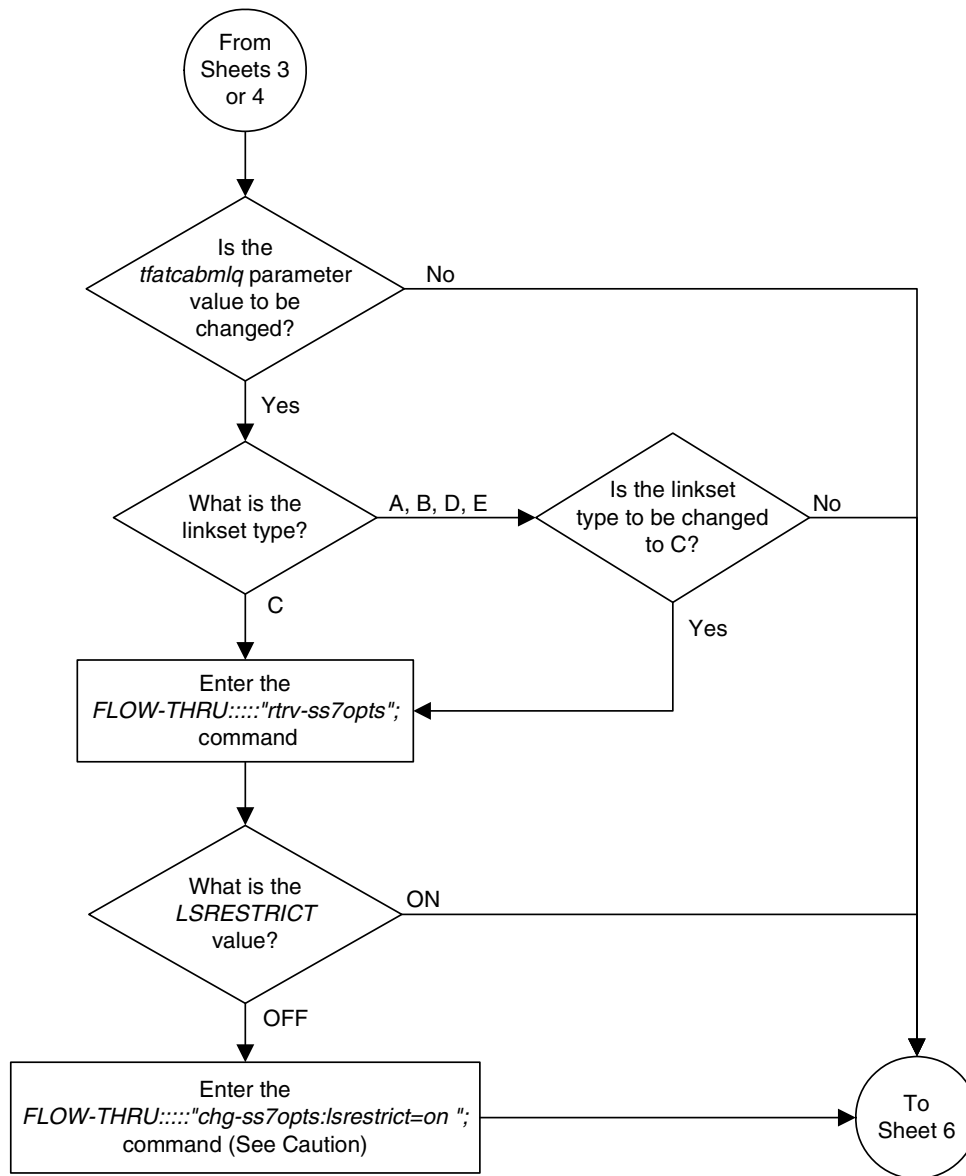 From
Sheets 3
or 4
Is the
tfatcabmlq parameter
value to be
changed?
No
Yes
What is the
linkset type?
A, B, D, E
Is the linkset
type to be changed
to C?
No
C
Yes
Enter the
FLOW-THRU:::::"rtrv-ss7opts";
command
What is the
LSRESTRICT
value?
ON
OFF
Enter the
FLOW-THRU:::::"chg-ss7opts:lsrestrict=on ";
command (See Caution)
To
Sheet 6